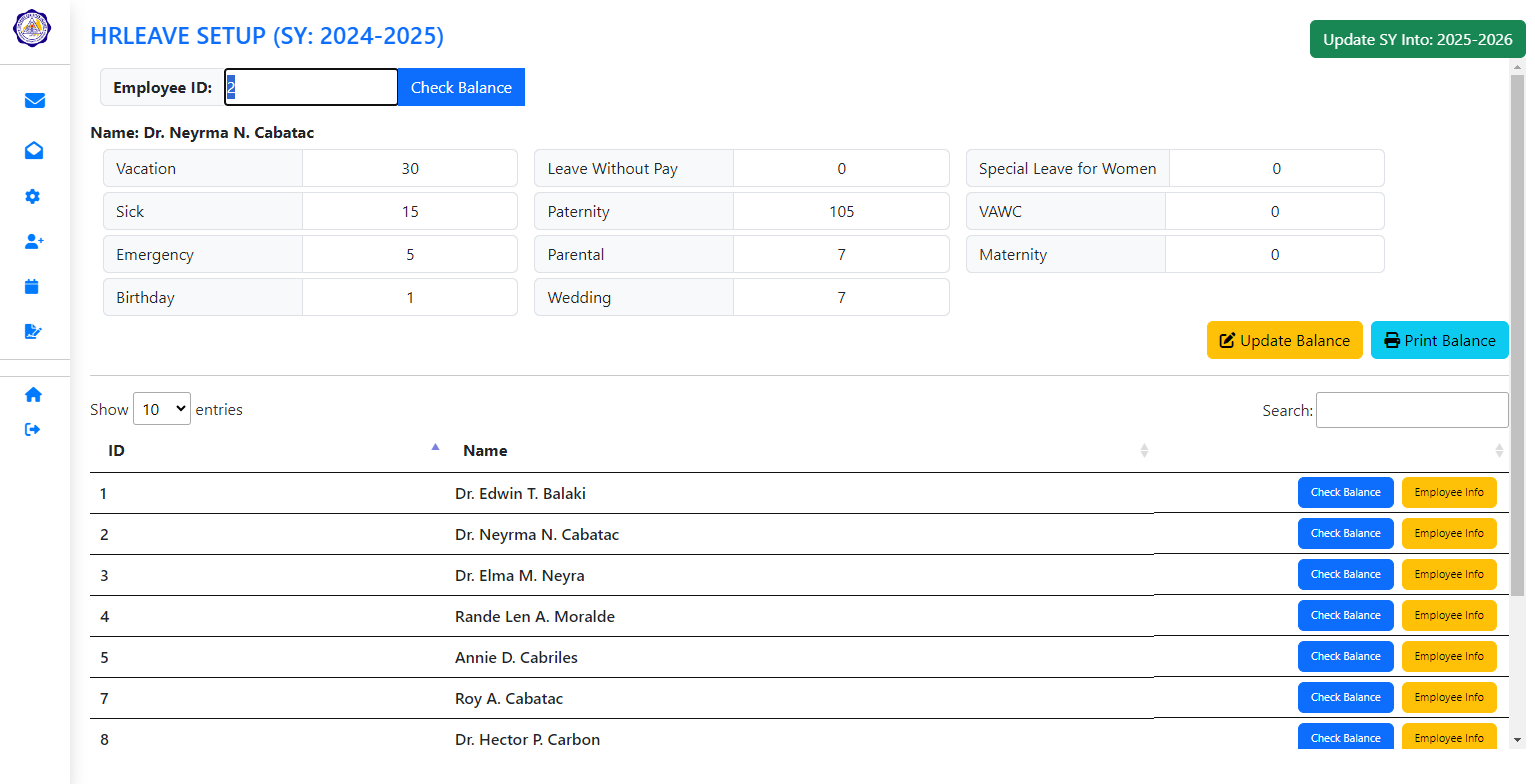 HRLEAVE SETUP (SY: 2024-2025)
Update SY Into: 2025-2026
Employee ID: 2 Check Balance
Name: Dr. Neyrma N. Cabatac
Vacation 30 Leave Without Pay 0 Special Leave for Women 0
Sick 15 Paternity 105 VAWC 0
Emergency 5 Parental 7 Maternity 0
Birthday 1 Wedding 7
Update Balance Print Balance
Show 10 entries Search:
ID Name
1 Dr. Edwin T. Balaki Check Balance Employee Info
2 Dr. Neyrma N. Cabatac Check Balance Employee Info
3 Dr. Elma M. Neyra Check Balance Employee Info
4 Rande Len A. Moralde Check Balance Employee Info
5 Annie D. Cabriles Check Balance Employee Info
7 Roy A. Cabatac Check Balance Employee Info
8 Dr. Hector P. Carbon Check Balance Employee Info